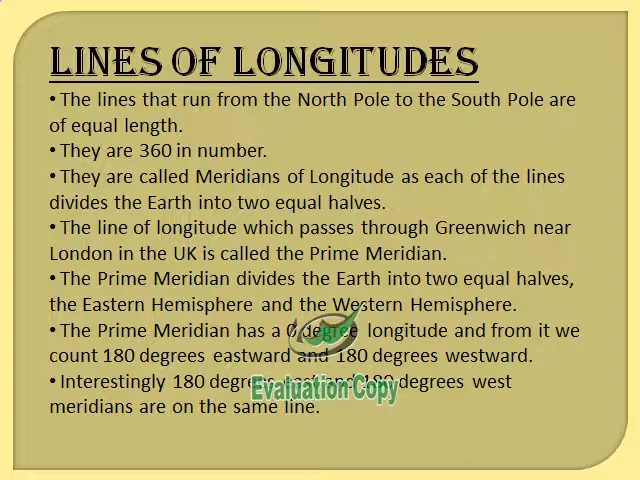 LINES OF LONGITUDES
• The lines that run from the North Pole to the South Pole are
of equal length.
• They are 360 in number.
• They are called Meridians of Longitude as each of the lines
divides the Earth into two equal halves.
• The line of longitude which passes through Greenwich near
London in the UK is called the Prime Meridian.
• The Prime Meridian divides the Earth into two equal halves,
the Eastern Hemisphere and the Western Hemisphere.
• The Prime Meridian has a 0 degree longitude and from it we
count 180 degrees eastward and 180 degrees westward.
• Interestingly 180 degrees east and 180 degrees west
Evaluation Copy
meridians are on the same line.